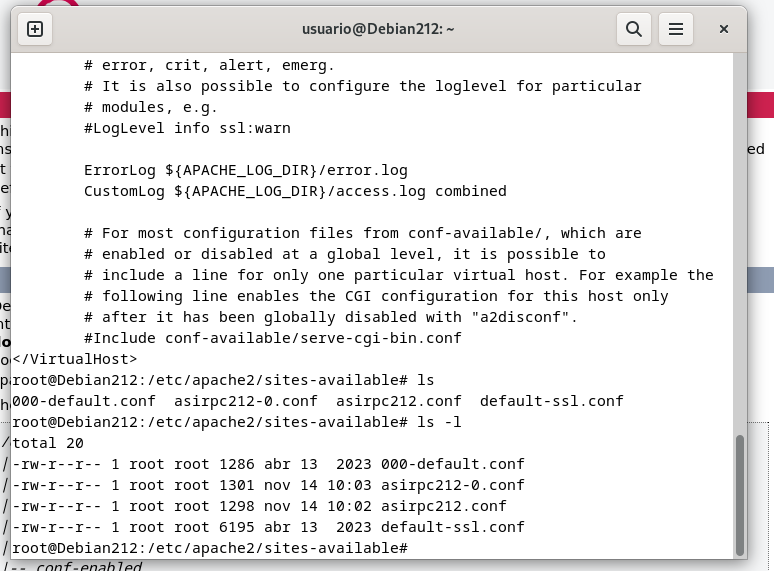 usuario@Debian212: ~
# error, crit, alert, emerg.
# It is also possible to configure the loglevel for particular
# modules, e.g.
#LogLevel info ssl:warn
ErrorLog ${APACHE_LOG_DIR}/error.log
CustomLog ${APACHE_LOG_DIR}/access.log combined
# For most configuration files from conf-available/, which are
# enabled or disabled at a global level, it is possible to
# include a line for only one particular virtual host. For example the
# following line enables the CGI configuration for this host only
# after it has been globally disabled with "a2disconf".
#Include conf-available/serve-cgi-bin.conf
</VirtualHost>
root@Debian212:/etc/apache2/sites-available# ls
000-default.conf  asirpc212-0.conf  asirpc212.conf  default-ssl.conf
root@Debian212:/etc/apache2/sites-available# ls -l
total 20
-rw-r--r-- 1 root root 1286 abr 13  2023 000-default.conf
-rw-r--r-- 1 root root 1301 nov 14 10:03 asirpc212-0.conf
-rw-r--r-- 1 root root 1298 nov 14 10:02 asirpc212.conf
-rw-r--r-- 1 root root 6195 abr 13  2023 default-ssl.conf
root@Debian212:/etc/apache2/sites-available#
|-- conf-enabled